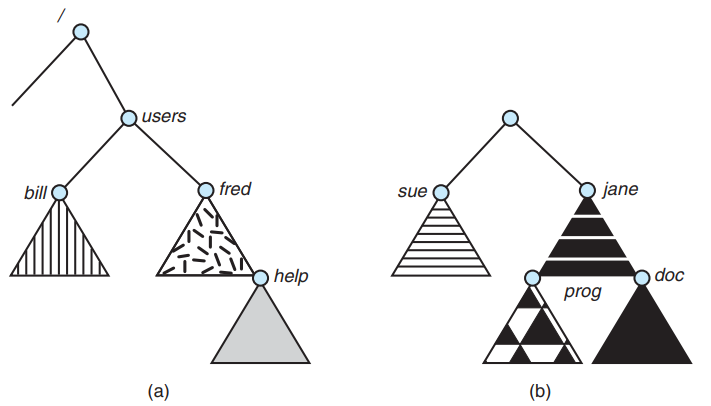 /
users
bill
fred
help
(a)
sue
jane
prog
doc
(b)